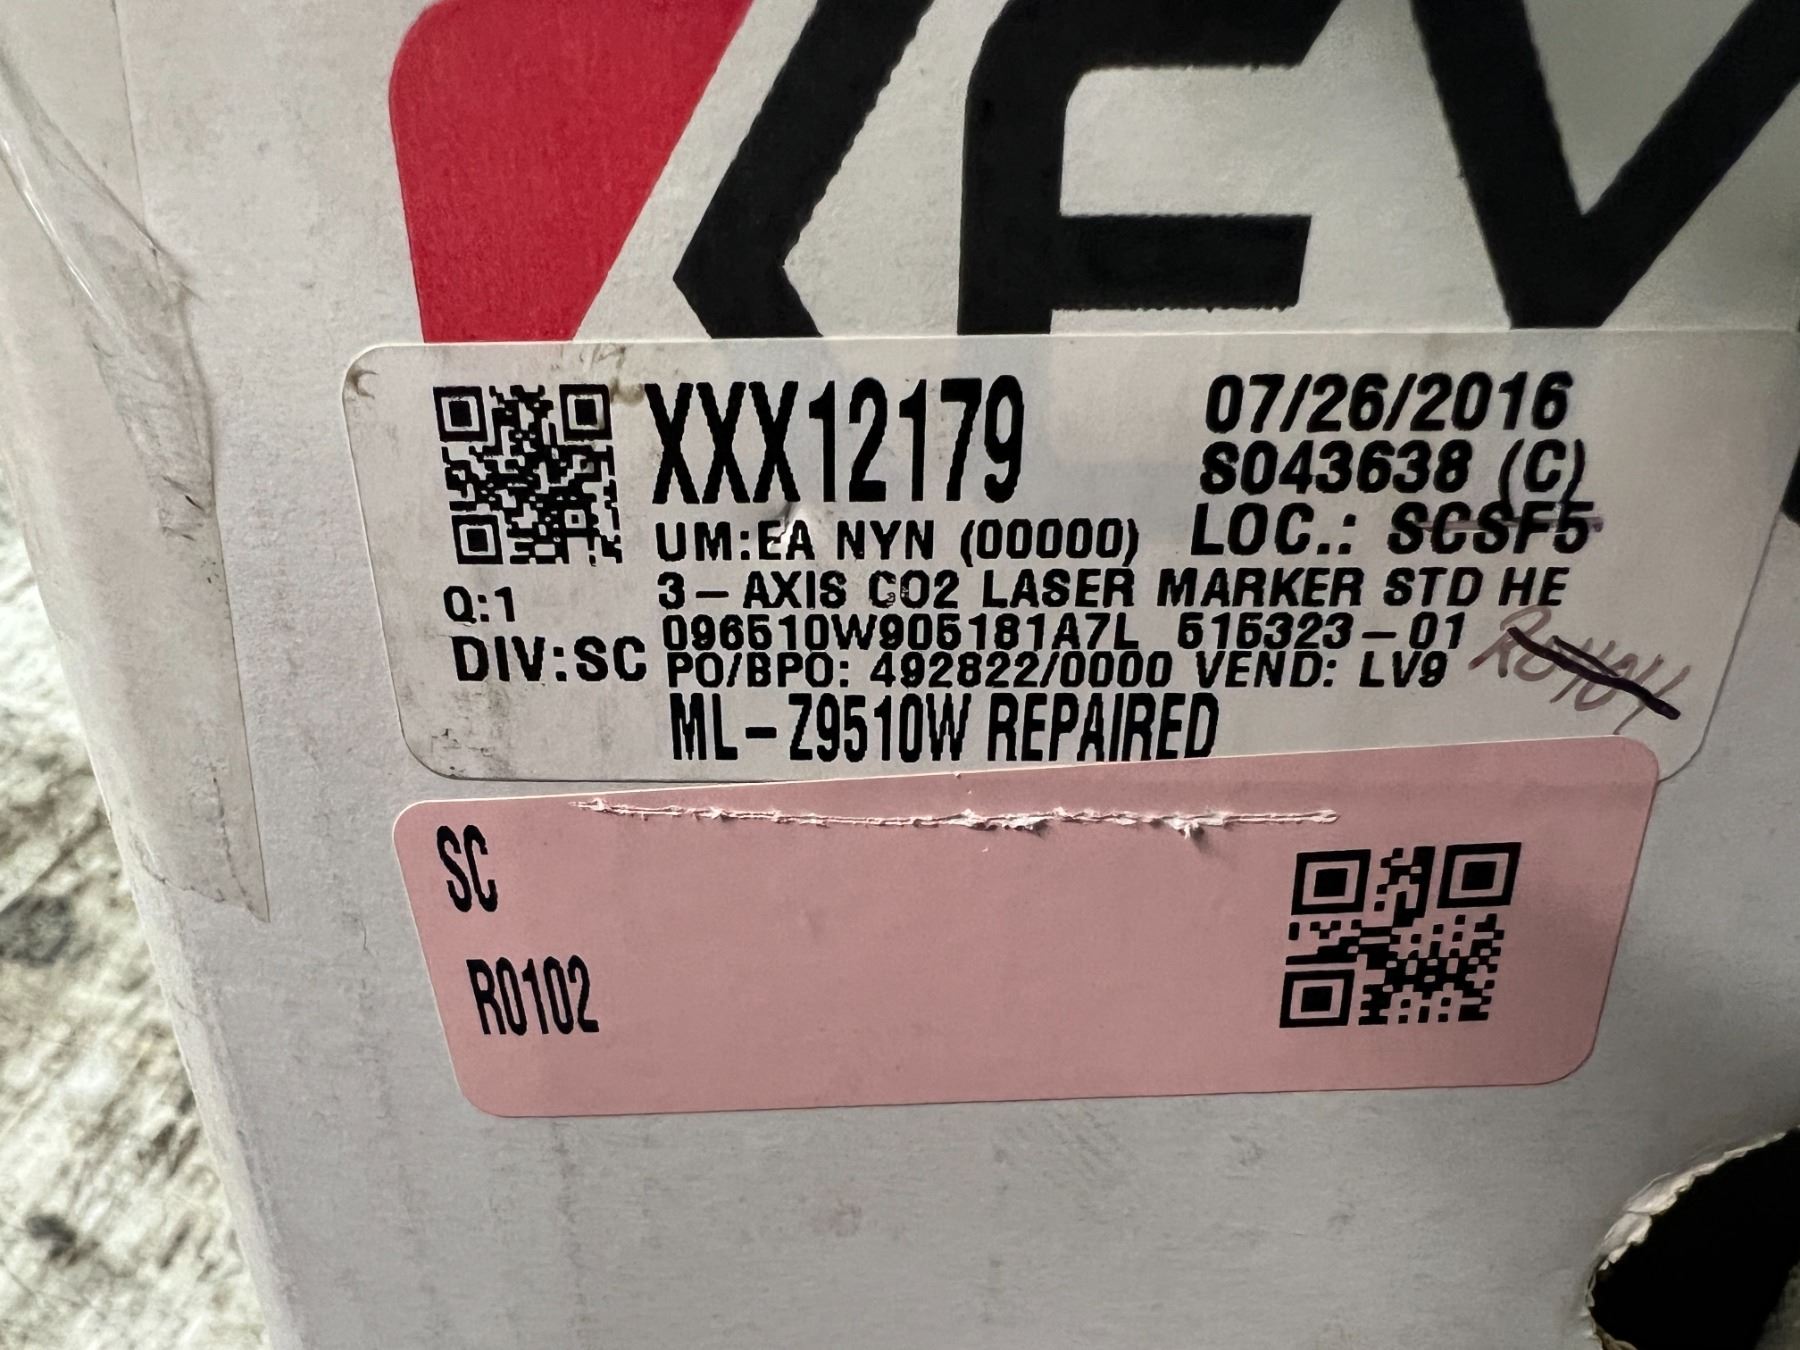 KEY
XXX12179
07/26/2016
S043638 (C)
UM:EA NYN (00000)
LOC.: SCSF5
Q:1
3-AXIS CO2 LASER MARKER STD HE
096510W905181A7L 515323-01
DIV:SC
PO/BPO: 492822/0000 VEND: LV9
ML-Z9510W REPAIRED
SC
R0102